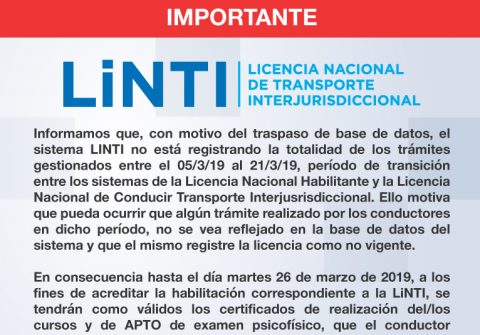 IMPORTANTE
LiNTI
LICENCIA NACIONAL
DE TRANSPORTE
INTERJURISDICCIONAL
Informamos que, con motivo del traspaso de base de datos, el
sistema LINTI no está registrando la totalidad de los trámites
gestionados entre el 05/3/19 al 21/3/19, período de transición
entre los sistemas de la Licencia Nacional Habilitante y la Licencia
Nacional de Conducir Transporte Interjusrisdiccional. Ello motiva
que pueda ocurrir que algún trámite realizado por los conductores
en dicho período, no se vea reflejado en la base de datos del
sistema y que el mismo registre la licencia como no vigente.
En consecuencia hasta el día martes 26 de marzo de 2019, a los
fines de acreditar la habilitación correspondiente a la LiNTI, se
tendrán como válidos los certificados de realización del/los
cursos y de APTO de examen psicofísico, que el conductor